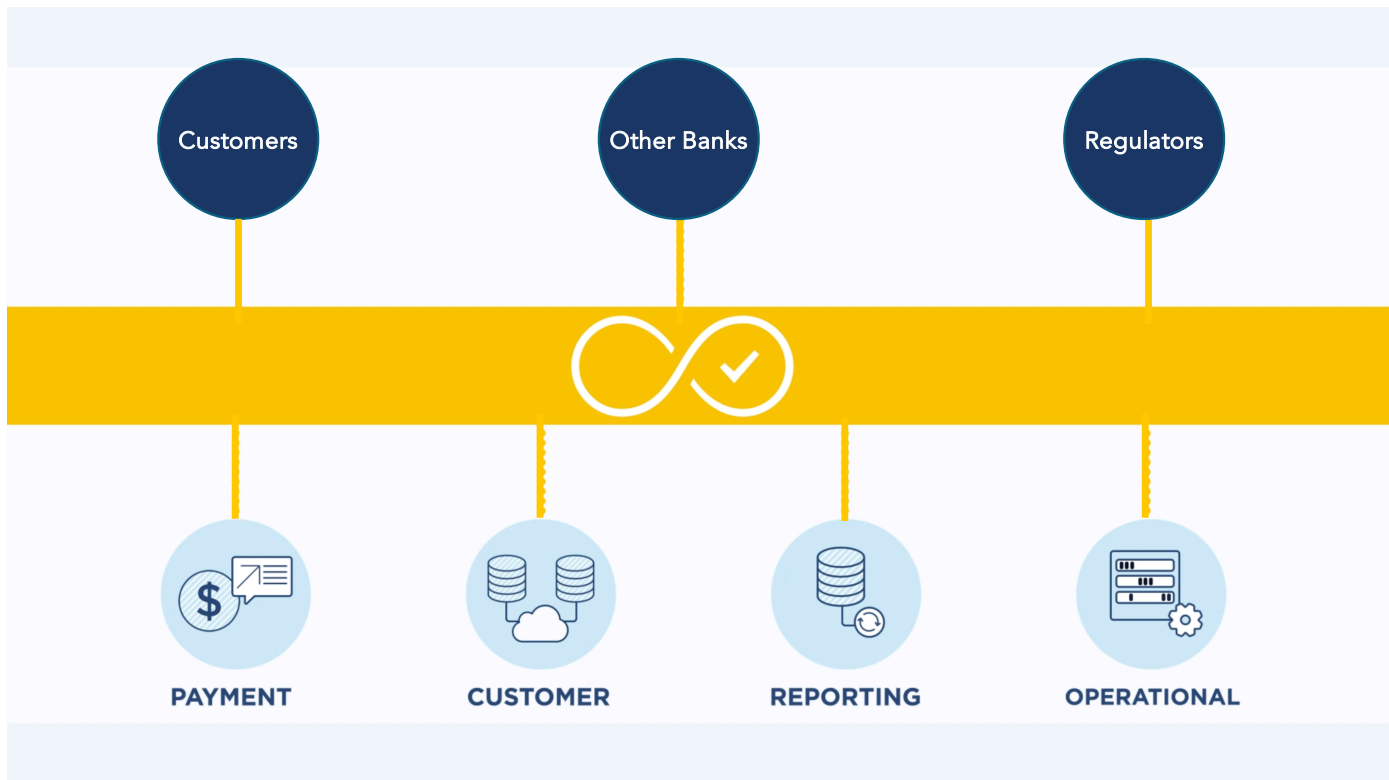 Customers
Other Banks
Regulators
$
PAYMENT
CUSTOMER
REPORTING
OPERATIONAL